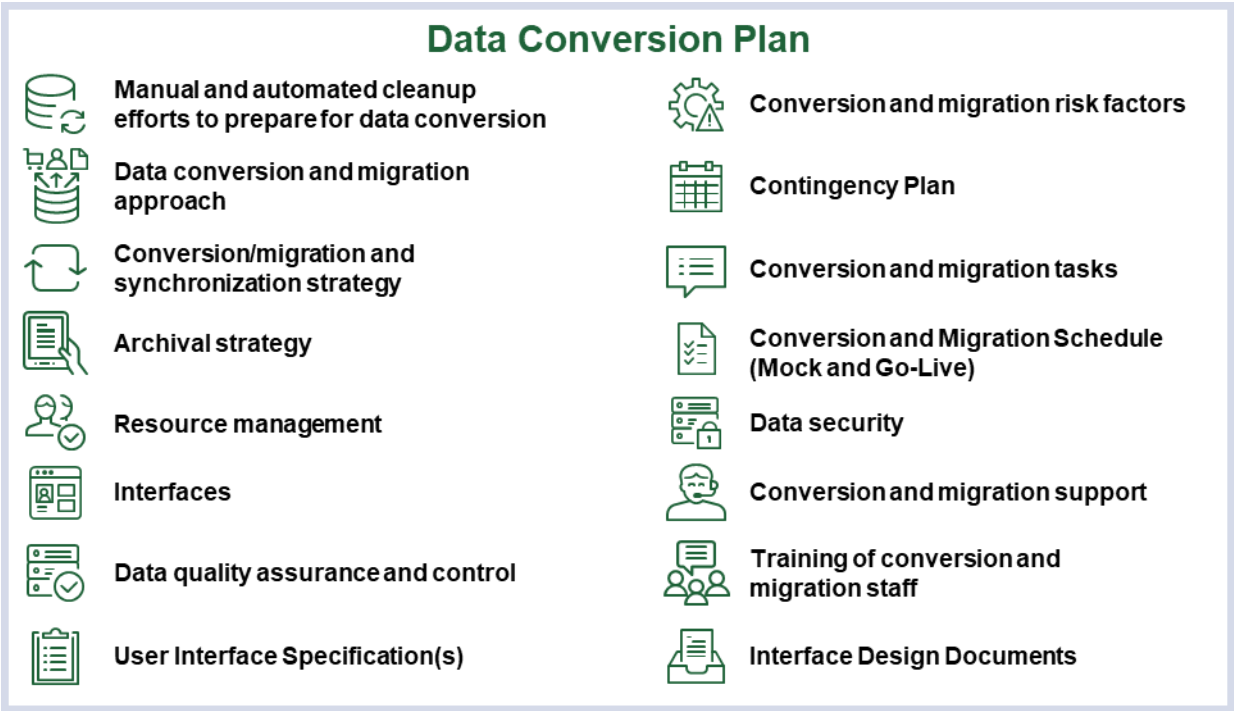 Data Conversion Plan
Manual and automated cleanup
efforts to prepare for data conversion
Data conversion and migration
approach
Conversion/migration and
synchronization strategy
Archival strategy
Resource management
Interfaces
Data quality assurance and control
User Interface Specification(s)
Conversion and migration risk factors
Contingency Plan
Conversion and migration tasks
Conversion and Migration Schedule
(Mock and Go-Live)
Data security
Conversion and migration support
Training of conversion and
migration staff
Interface Design Documents